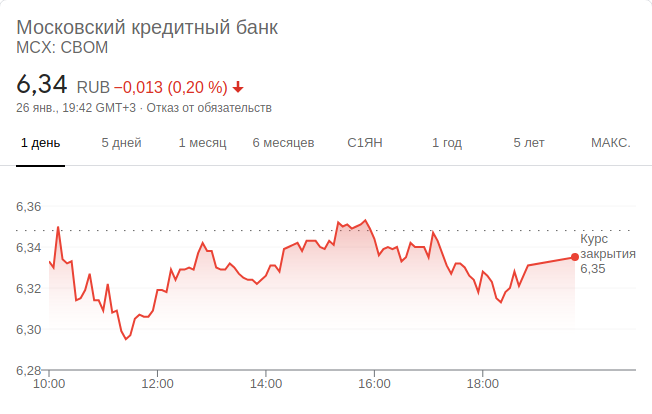 Московский кредитный банк
MCX: CBOM
6,34 RUB −0,013 (0,20 %)
26 янв., 19:42 GMT+3 · Отказ от обязательств
1 день 5 дней 1 месяц 6 месяцев С1ЯН 1 год 5 лет МАКС.
6,36
6,34
6,32
6,30
6,28
Курс
закрытия
6,35
10:00 12:00 14:00 16:00 18:00